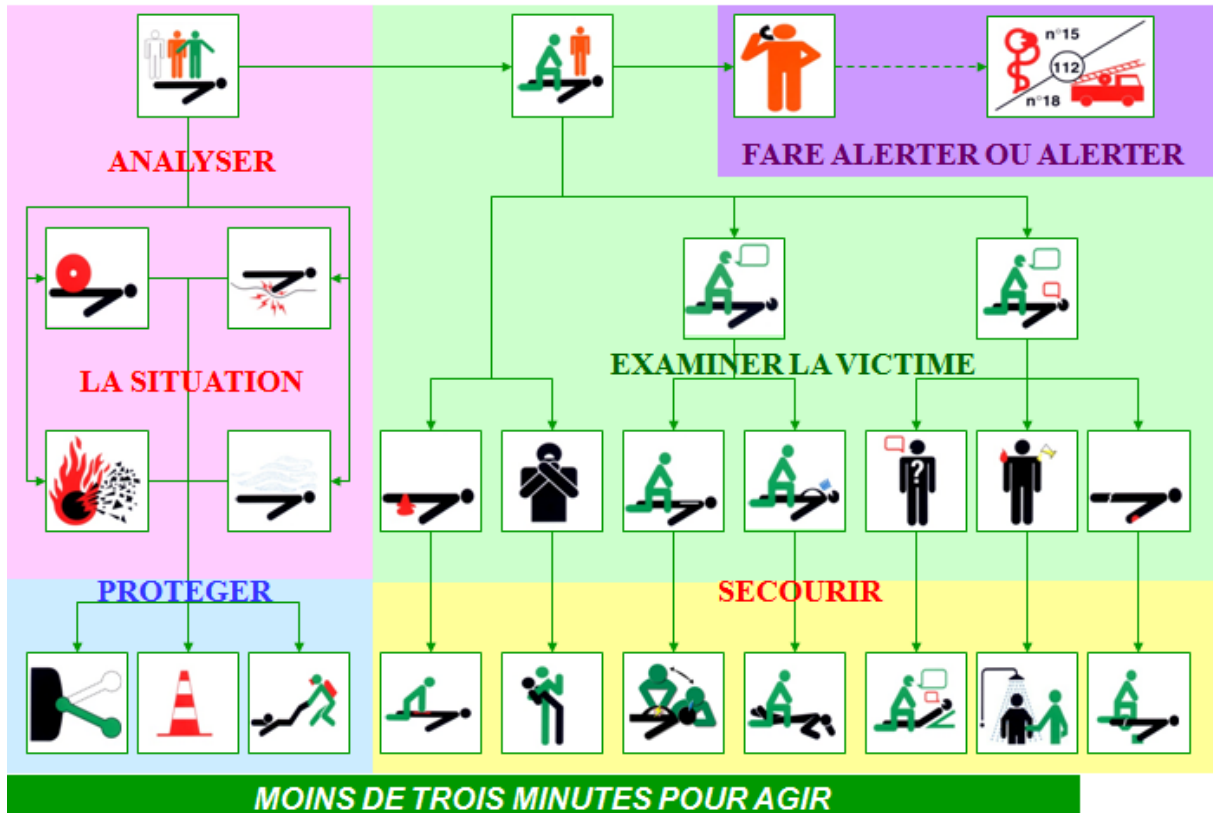 n°15
112
n°18
ANALYSER
FARE ALERTER OU ALERTER
EXAMINER LA VICTIME
LA SITUATION
?
PROTEGER
SECOURIR
MOINS DE TROIS MINUTES POUR AGIR